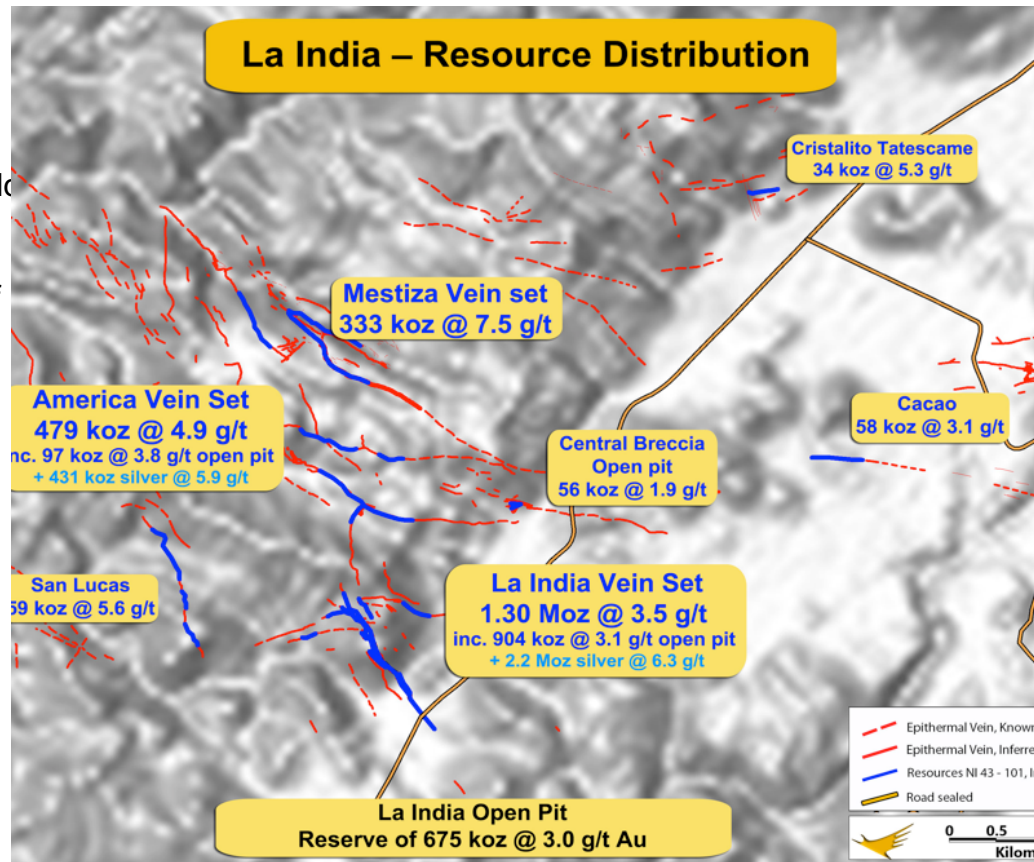 La India – Resource Distribution
Cristalito Tatescame
34 koz @ 5.3 g/t
Mestiza Vein set
333 koz @ 7.5 g/t
America Vein Set
479 koz @ 4.9 g/t
inc. 97 koz @ 3.8 g/t open pit
+ 431 koz silver @ 5.9 g/t
Cacao
58 koz @ 3.1 g/t
Central Breccia
Open pit
56 koz @ 1.9 g/t
San Lucas
59 koz @ 5.6 g/t
La India Vein Set
1.30 Moz @ 3.5 g/t
inc. 904 koz @ 3.1 g/t open pit
+ 2.2 Moz silver @ 6.3 g/t
Epithermal Vein, Known
Epithermal Vein, Inferre
Resources NI 43 - 101,
Road sealed
0 0.5
Kilom
La India Open Pit
Reserve of 675 koz @ 3.0 g/t Au